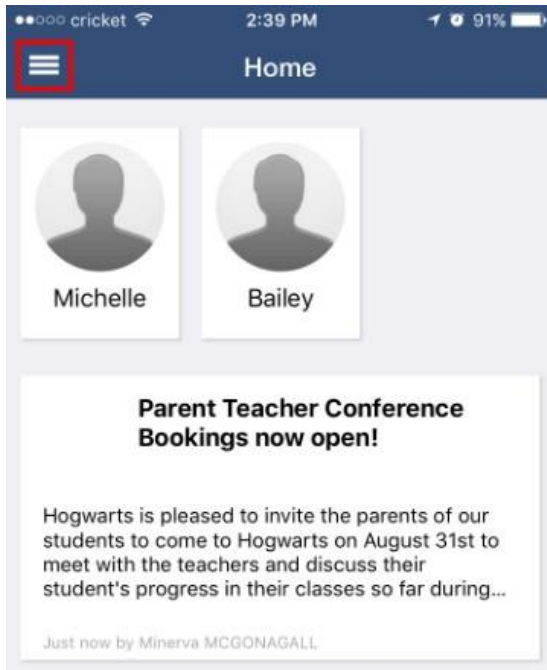 cricket 2:39 PM 91%
Home
Michelle Bailey
Parent Teacher Conference
Bookings now open!
Hogwarts is pleased to invite the parents of our
students to come to Hogwarts on August 31st to
meet with the teachers and discuss their
student's progress in their classes so far during...
Just now by Minerva MCGONAGALL